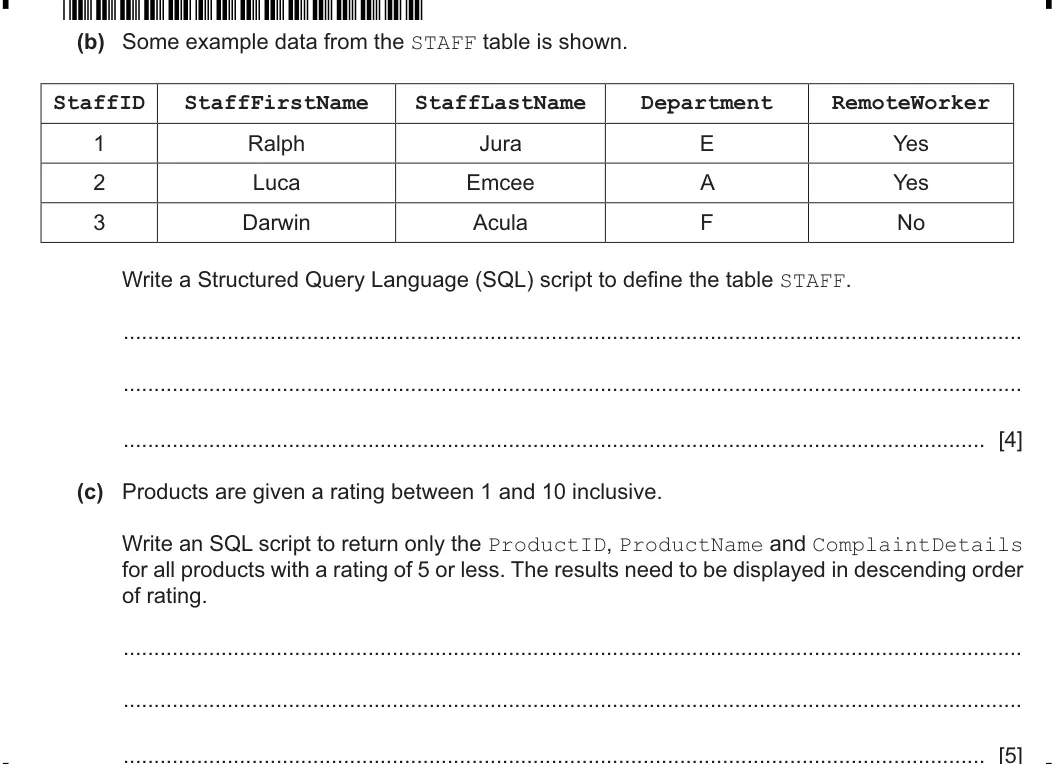 (b) Some example data from the STAFF table is shown.
StaffID StaffFirstName StaffLastName Department RemoteWorker
1 Ralph Jura E Yes
2 Luca Emcee A Yes
3 Darwin Acula F No
Write a Structured Query Language (SQL) script to define the table STAFF.
...................................................................................................................................................
...................................................................................................................................................
............................................................................................................................................. [4]
(c) Products are given a rating between 1 and 10 inclusive.
Write an SQL script to return only the ProductID, ProductName and ComplaintDetails
for all products with a rating of 5 or less. The results need to be displayed in descending order
of rating.
...................................................................................................................................................
...................................................................................................................................................
............................................................................................................................................. [5]